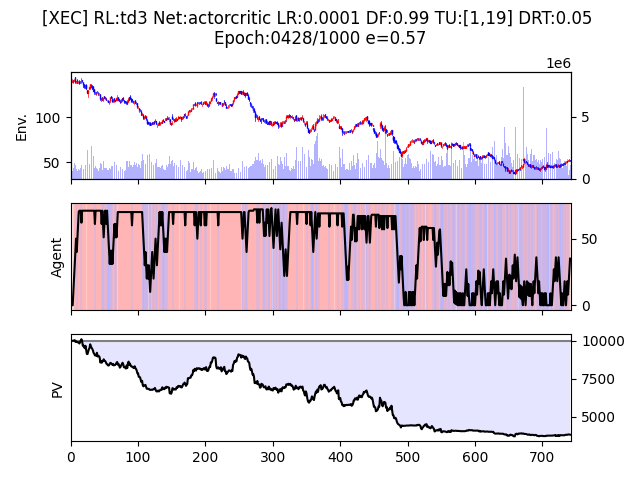 [XEC] RL:td3 Net:actorcritic LR:0.0001 DF:0.99 TU:[1,19] DRT:0.05
Epoch:0428/1000 e=0.57
1e6
Env.
100
50
5
0
Agent
50
0
PV
10000
7500
5000
0 100 200 300 400 500 600 700